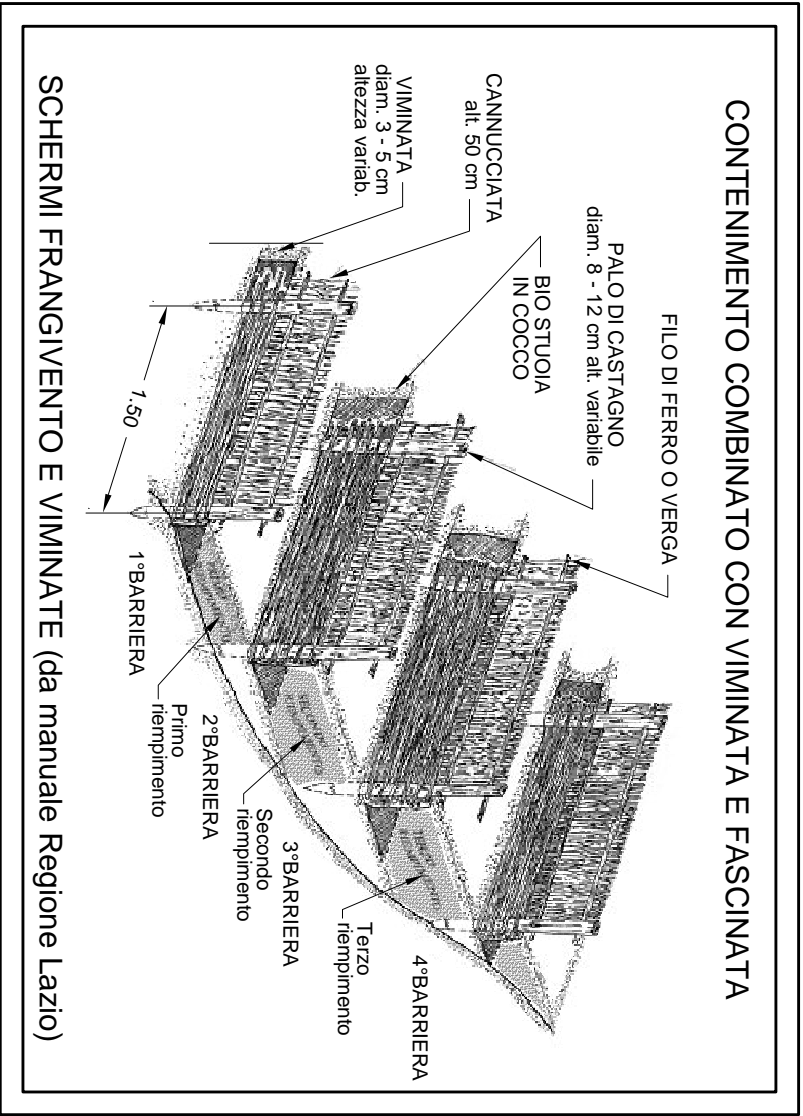 CONTENIMENTO COMBINATO CON VIMINATA E FASCINATA
FILO DI FERRO O VERGA
PALO DI CASTAGNO
diam. 8 - 12 cm alt. variabile
BIO STUOIA
IN COCCO
CANNUCCIATA
alt. 50 cm
VIMINATA
diam. 3 - 5 cm
altezza variab.
1.50
1°BARRIERA
Primo
riempimento
2°BARRIERA
Secondo
riempimento
3°BARRIERA
Terzo
riempimento
4°BARRIERA
SCHERMI FRANGIVENTO E VIMINATE (da manuale Regione Lazio)